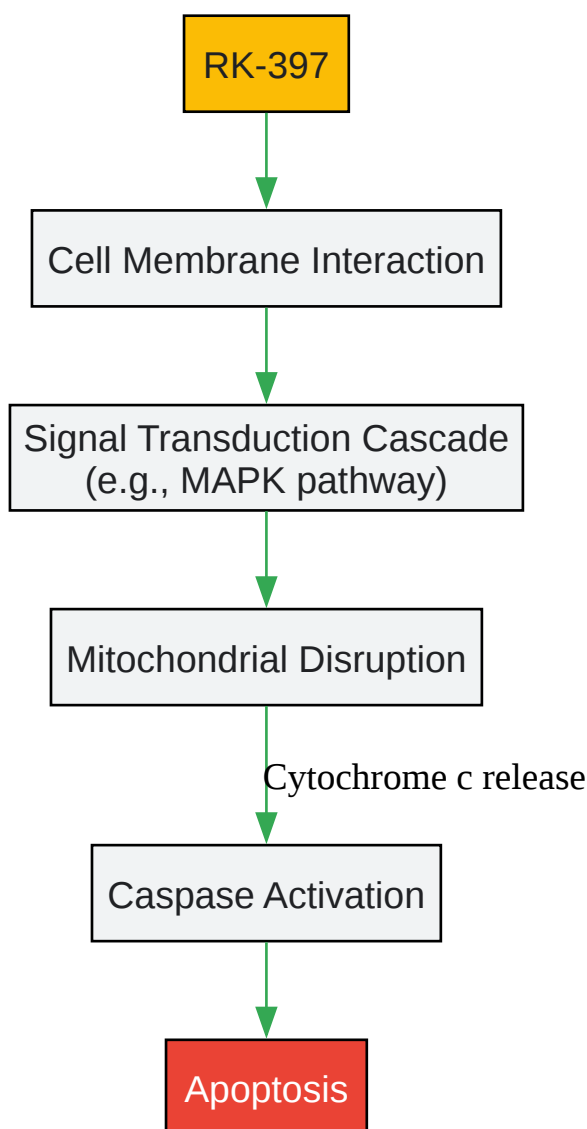 RK-397
Cell Membrane Interaction
Signal Transduction Cascade
(e.g., MAPK pathway)
Mitochondrial Disruption
Cytochrome c release
Caspase Activation
Apoptosis